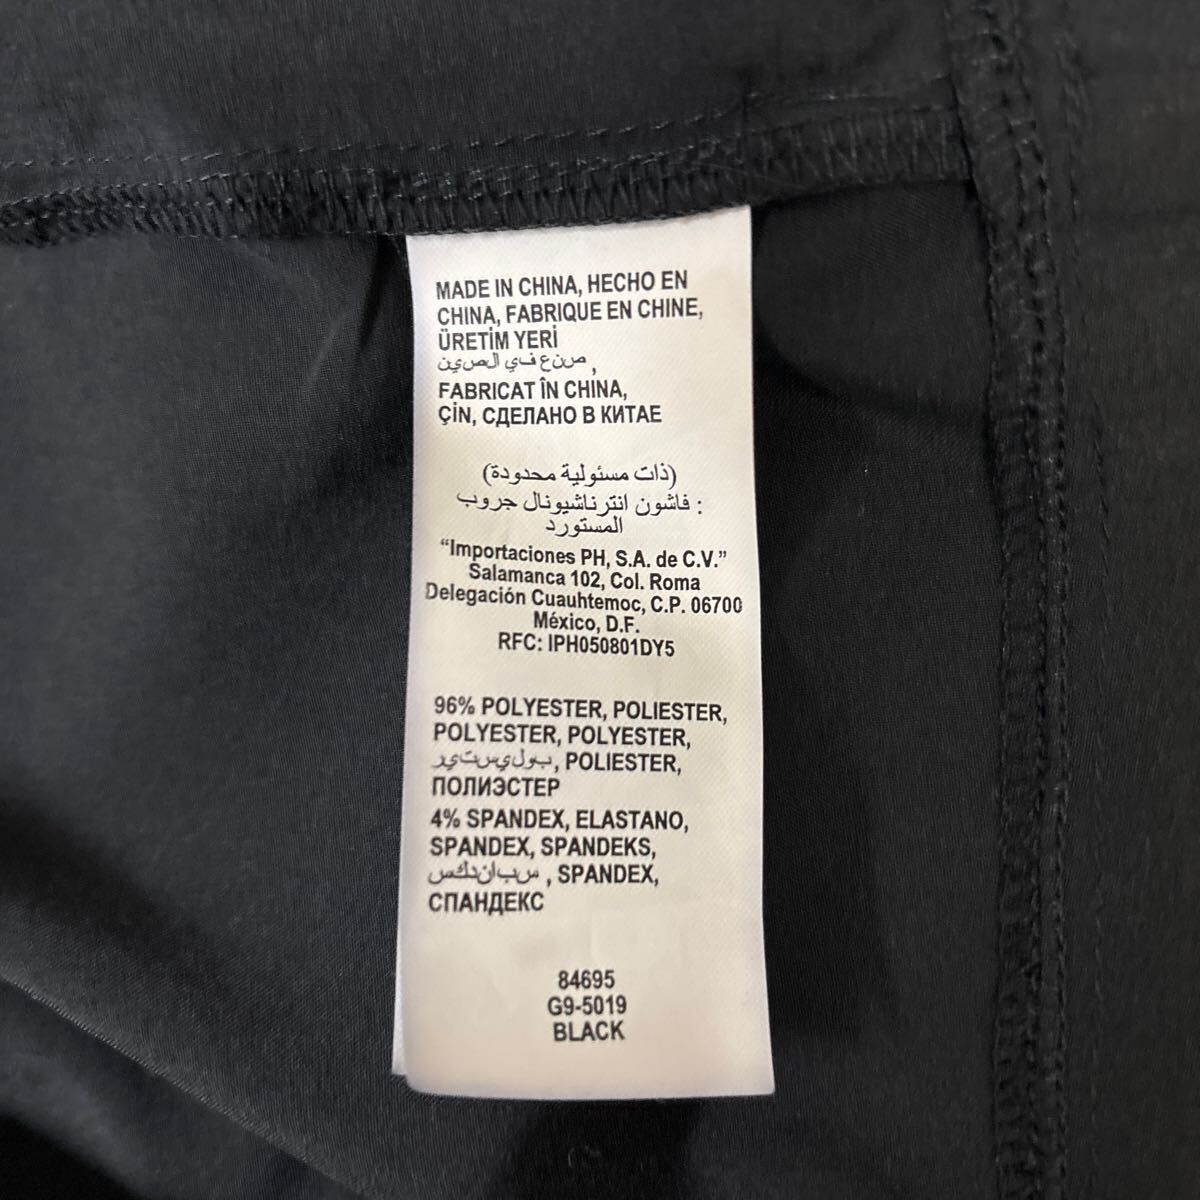 MADE IN CHINA, HECHO EN
CHINA, FABRIQUE EN CHINE,
ÜRETİM YERİ
صنع في الصين ,
FABRICAT ÎN CHINA,
ÇİN, СДЕЛАНО В КИТАЕ
(ذات مسئولية محدودة)
: فاشون انترناشيونال جروب
المستورد
“Importaciones PH, S.A. de C.V.”
Salamanca 102, Col. Roma
Delegación Cuauhtemoc, C.P. 06700
México, D.F.
RFC: IPH050801DY5
96% POLYESTER, POLIESTER,
POLYESTER, POLYESTER,
بوليستير, POLIESTER,
ПОЛИЭСТЕР
4% SPANDEX, ELASTANO,
SPANDEX, SPANDEKS,
سباندكس , SPANDEX,
СПАНДЕКС
84695
G9-5019
BLACK